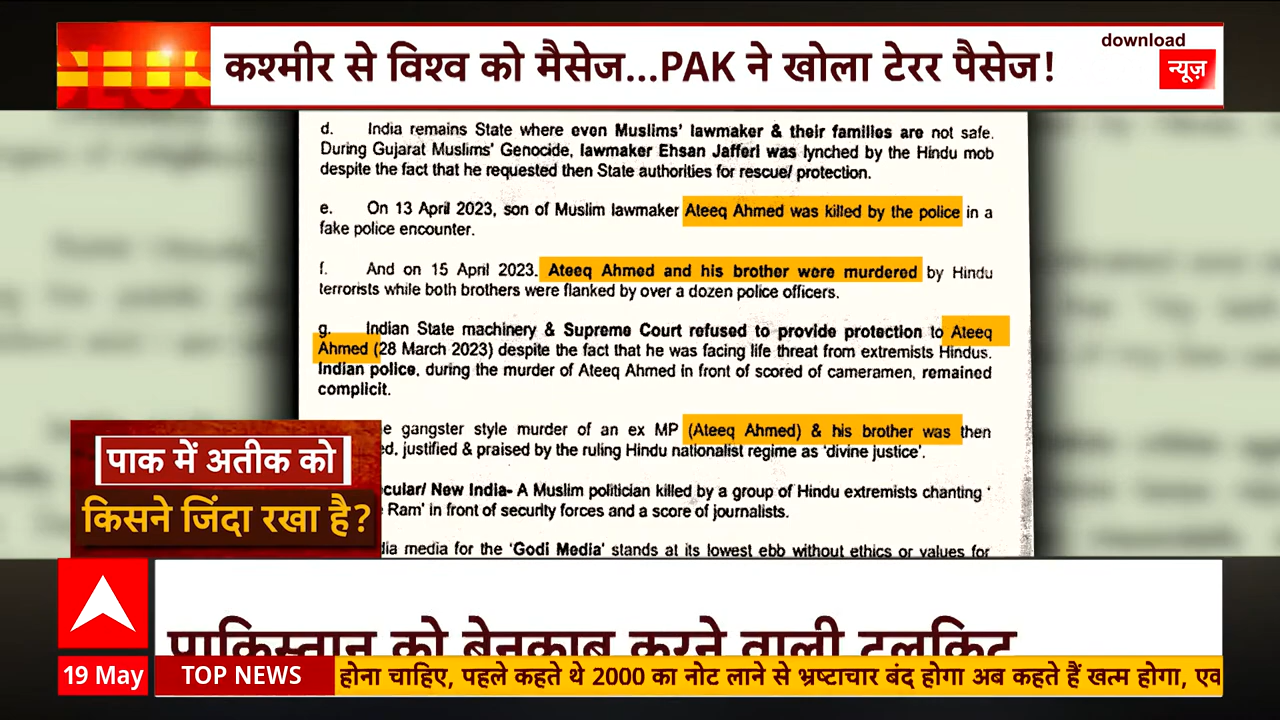 कश्मीर से विश्व को मैसेज...PAK ने खोला टेरर पैसेज!
download
न्यूज़
d. India remains State where even Muslims' lawmaker & their families are not safe.
During Gujarat Muslims' Genocide, lawmaker Ehsan Jafferi was lynched by the Hindu mob
despite the fact that he requested then State authorities for rescue/ protection.
e. On 13 April 2023, son of Muslim lawmaker Ateeq Ahmed was killed by the police in a
fake police encounter.
f. And on 15 April 2023. Ateeq Ahmed and his brother were murdered by Hindu
terrorists while both brothers were flanked by over a dozen police officers.
g. Indian State machinery & Supreme Court refused to provide protection to Ateeq
Ahmed (28 March 2023) despite the fact that he was facing life threat from extremists Hindus.
Indian police, during the murder of Ateeq Ahmed in front of scored of cameramen, remained
complicit.
gangster style murder of an ex MP (Ateeq Ahmed) & his brother was then
justified & praised by the ruling Hindu nationalist regime as 'divine justice'.
New India- A Muslim politician killed by a group of Hindu extremists chanting '
Ram' in front of security forces and a score of journalists.
media for the 'Godi Media' stands at its lowest ebb without ethics or values for
पाक में अतीक को
किसने जिंदा रखा है?
पाकिस्तान को बेनकाब करने वाली टूलकिट
19 May
TOP NEWS
होना चाहिए, पहले कहते थे 2000 का नोट लाने से भ्रष्टाचार बंद होगा अब कहते हैं खत्म होगा,